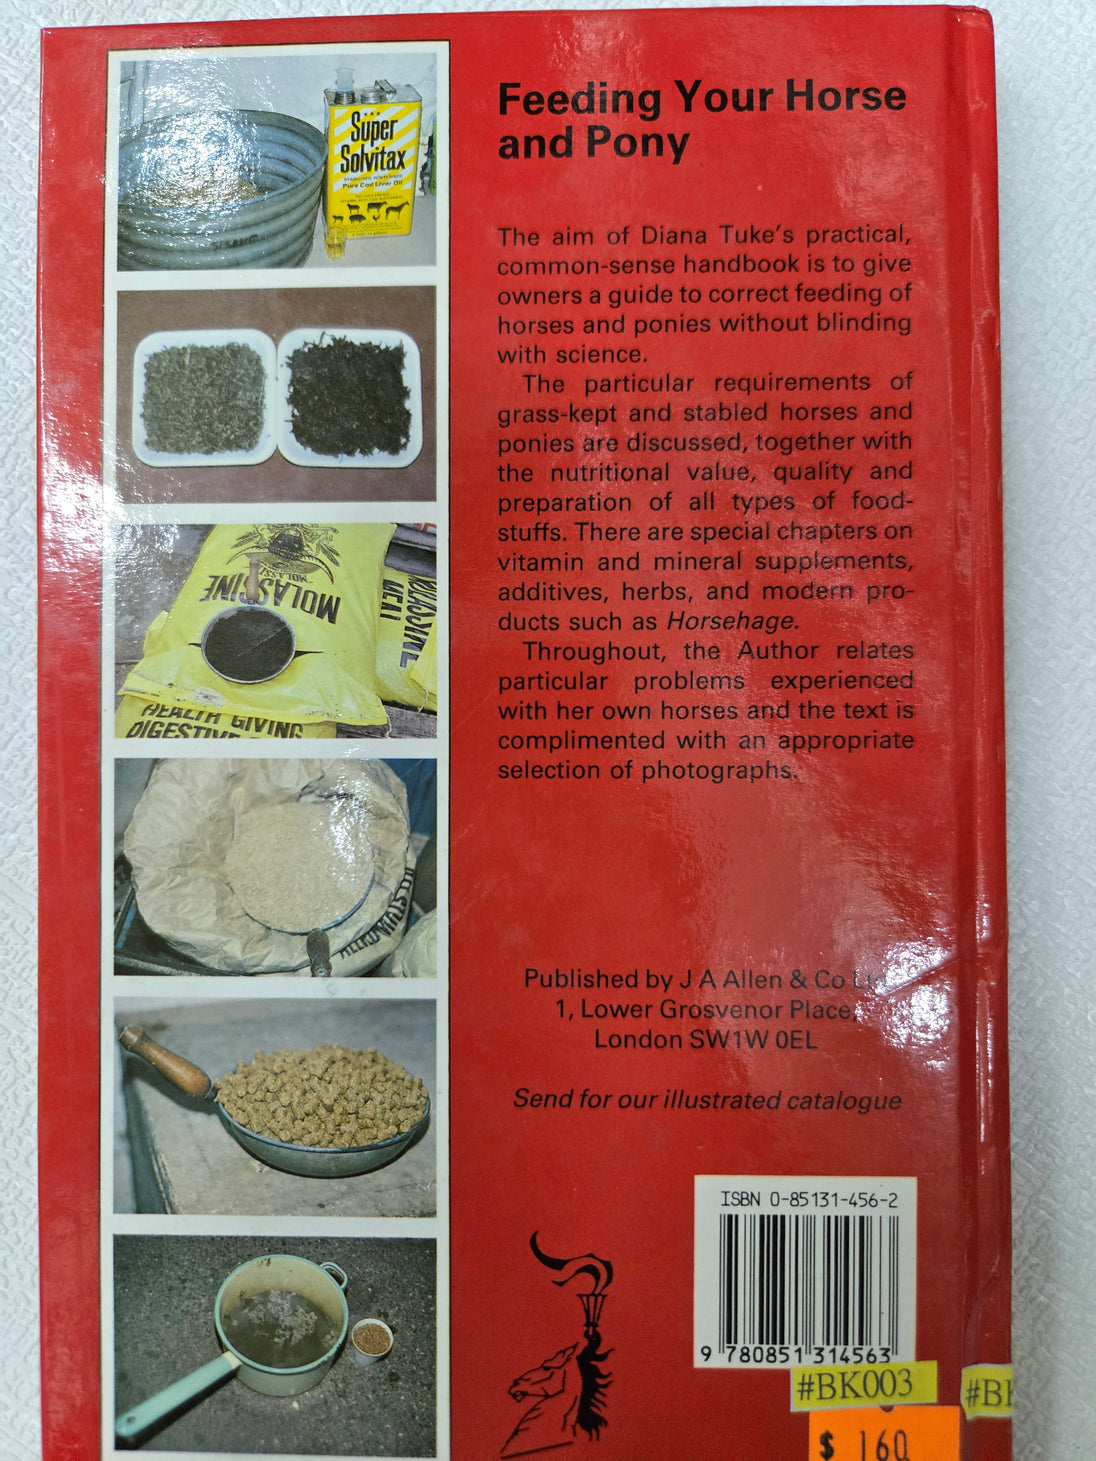 Super
Solvitax
Pure Cod Liver Oil
MOLASSINE
MEAT
MOLASSINE
HEALTH GIVING
DIGESTIVE
Feeding Your Horse
and Pony
The aim of Diana Tuke's practical,
common-sense handbook is to give
owners a guide to correct feeding of
horses and ponies without blinding
with science.
The particular requirements of
grass-kept and stabled horses and
ponies are discussed, together with
the nutritional value, quality and
preparation of all types of food-
stuffs. There are special chapters on
vitamin and mineral supplements,
additives, herbs, and modern pro-
ducts such as Horsehage.
Throughout, the Author relates
particular problems experienced
with her own horses and the text is
complimented with an appropriate
selection of photographs.
Published by J A Allen & Co
1, Lower Grosvenor Place,
London SW1W 0EL
Send for our illustrated catalogue
ISBN 0-85131-456-2
9 780851 314563
#BK003
#BK
$ 160